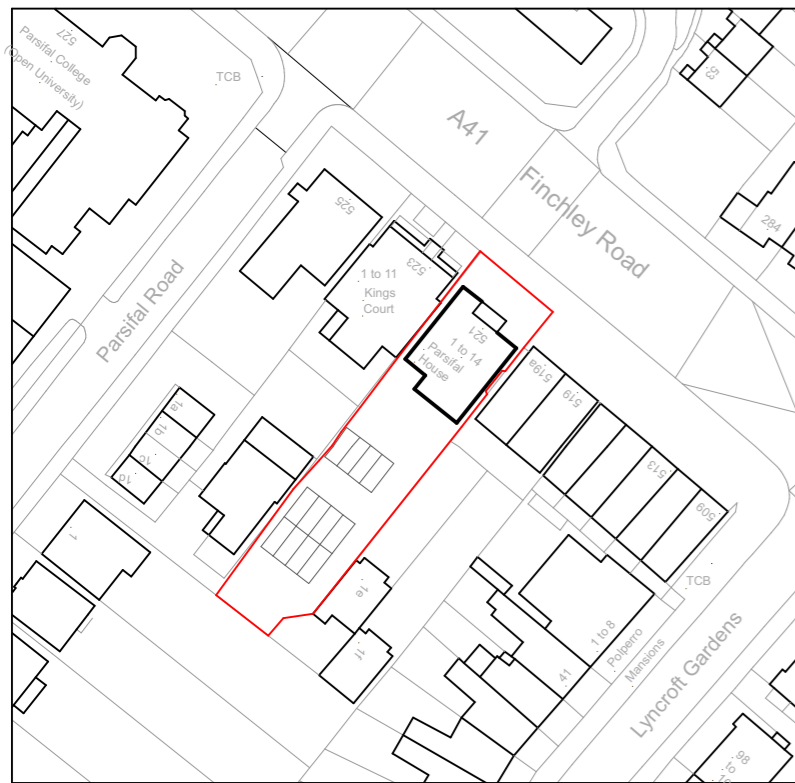 527
Parsifal College
(Open University)
TCB
A41
Finchley Road
53
284
525
523
1 to 11
Kings
Court
521
1 to 14
Parsifal
House
Parsifal Road
519a
519
513
509
TCB
1a
1b
1c
1d
1
1e
1f
41
1 to 8
Polperro
Mansions
Lyncroft Gardens